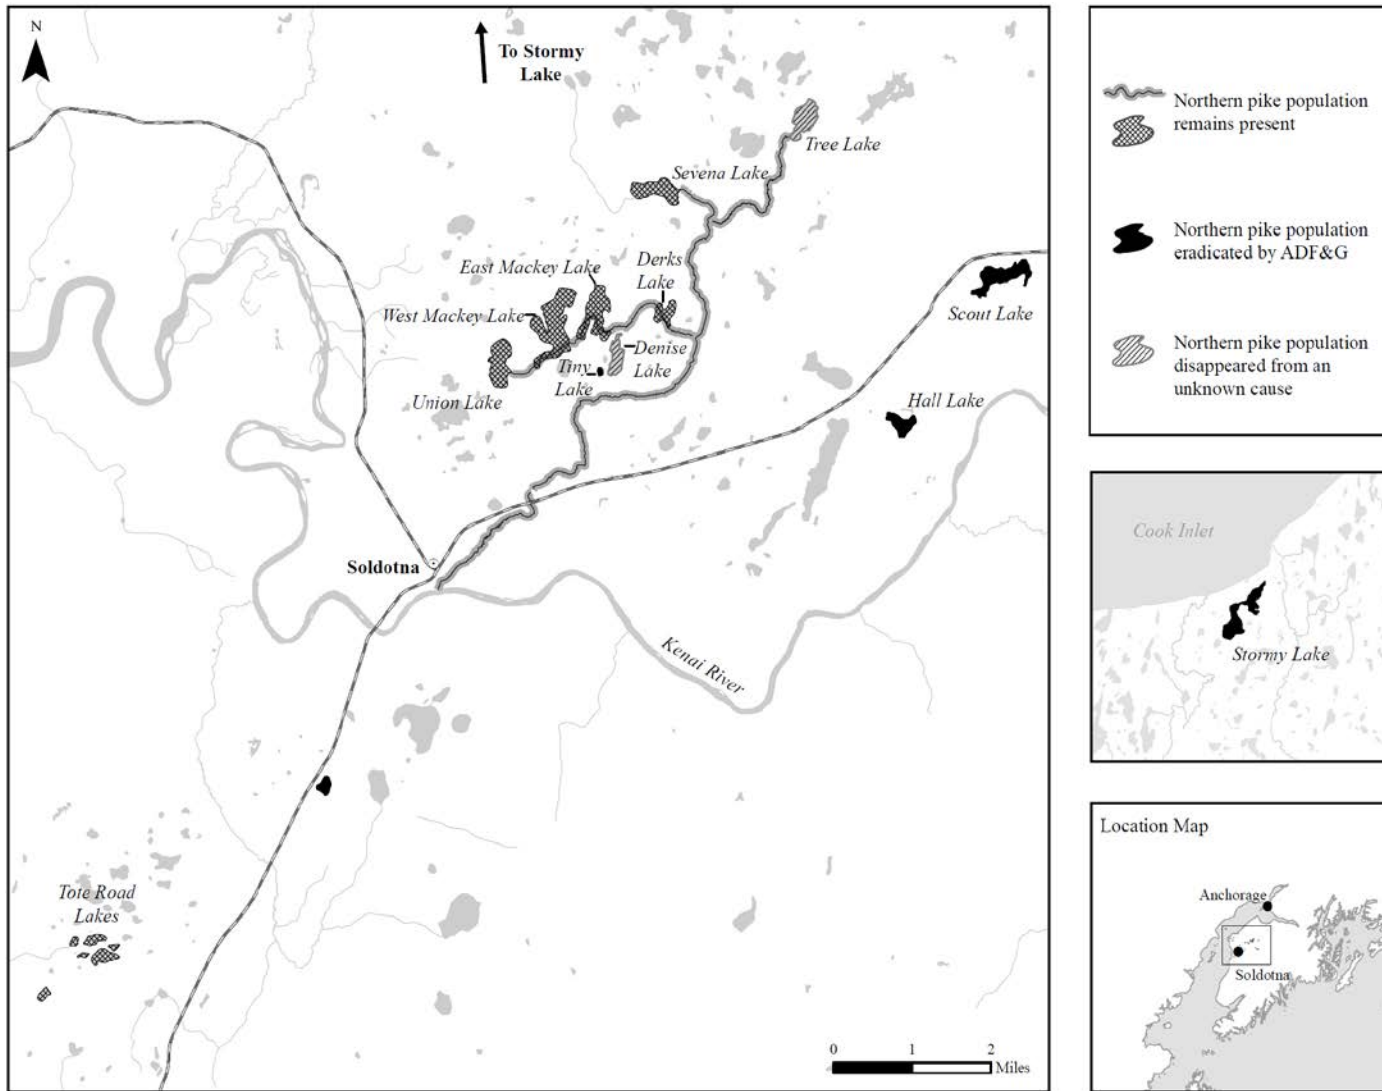 N
To Stormy
Lake
Tree Lake
Sevena Lake
East Mackey Lake
Derks
Lake
West Mackey Lake
Scout Lake
Denise
Lake
Tiny
Lake
Union Lake
Hall Lake
Soldotna
Kenai River
Tote Road
Lakes
0 1 2
Miles
Northern pike population
remains present
Northern pike population
eradicated by ADF&G
Northern pike population
disappeared from an
unknown cause
Cook Inlet
Stormy Lake
Location Map
Anchorage
Soldotna